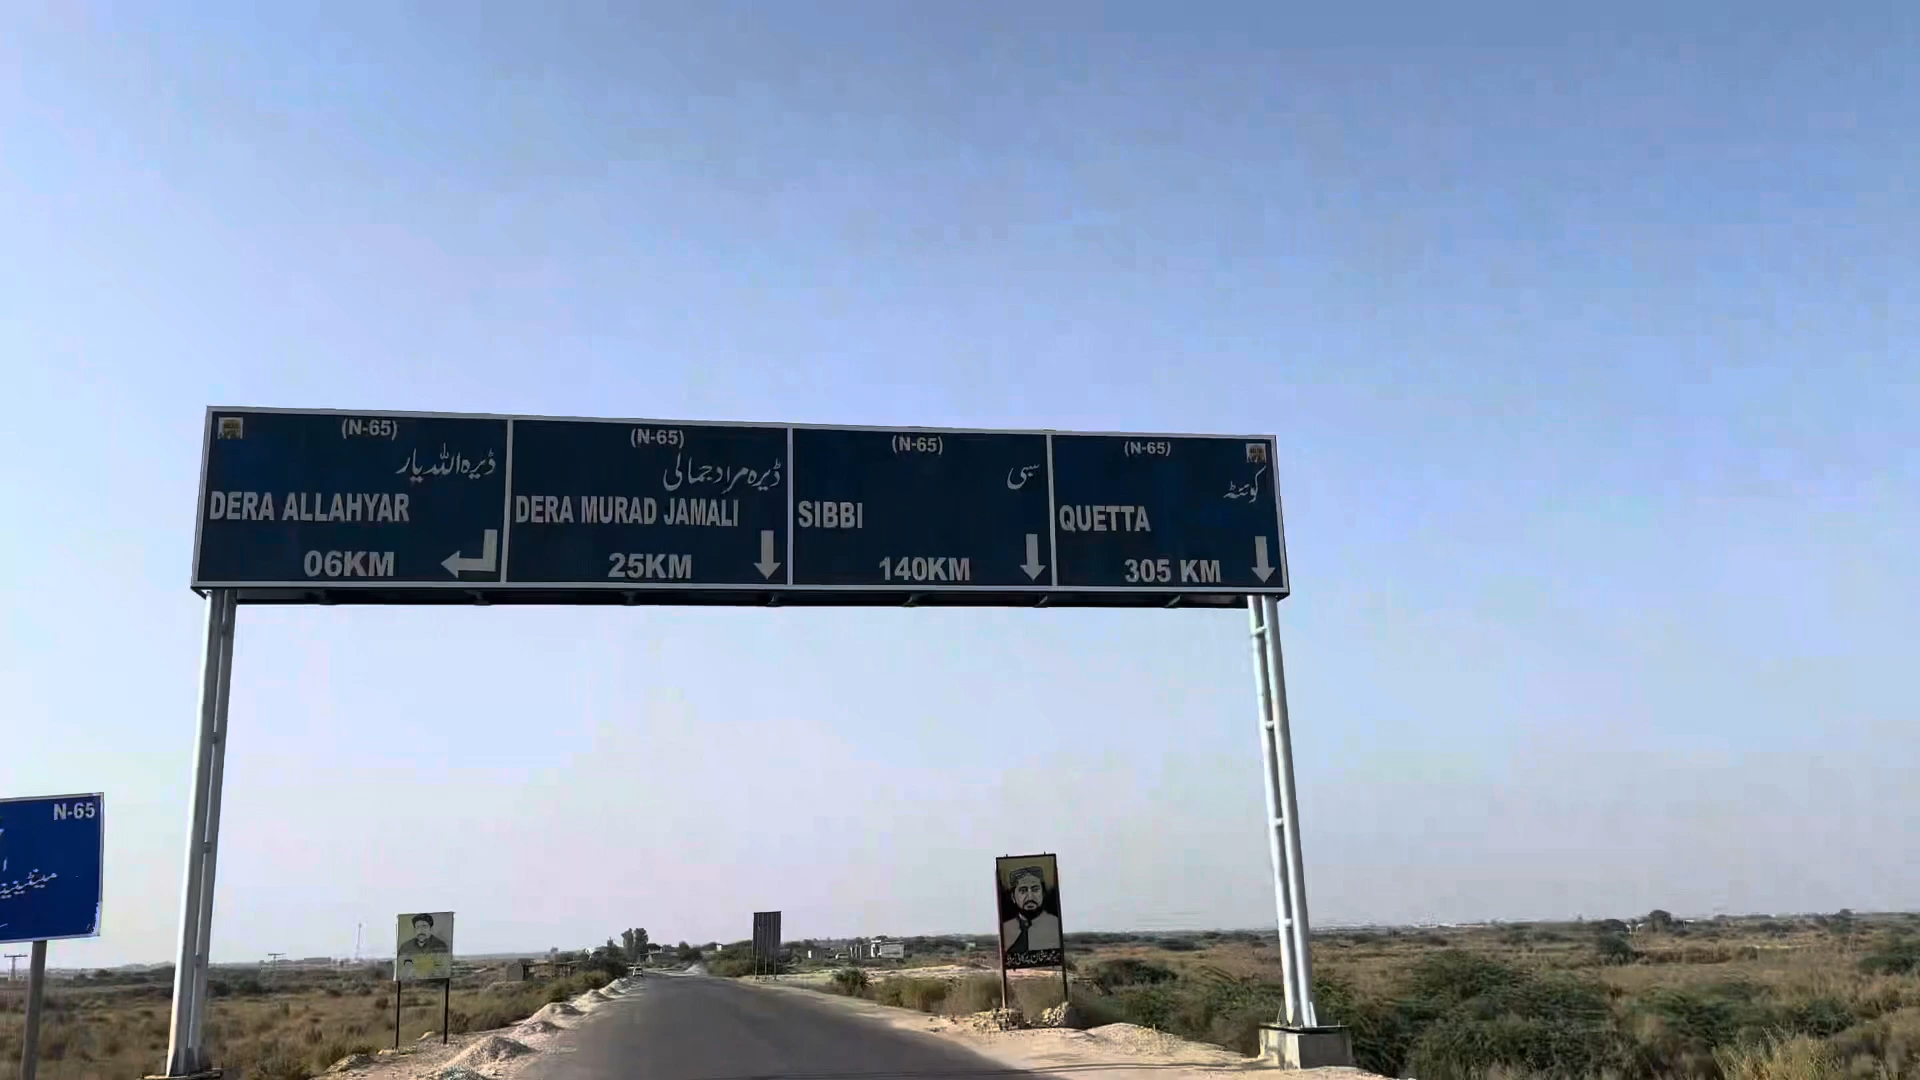 (N-65)
ڈیرہ اللہ یار
DERA ALLAHYAR
06KM
(N-65)
ڈیرہ مراد جمالی
DERA MURAD JAMALI
25KM
(N-65)
سبی
SIBBI
140KM
(N-65)
کوئٹہ
QUETTA
305 KM
N-65